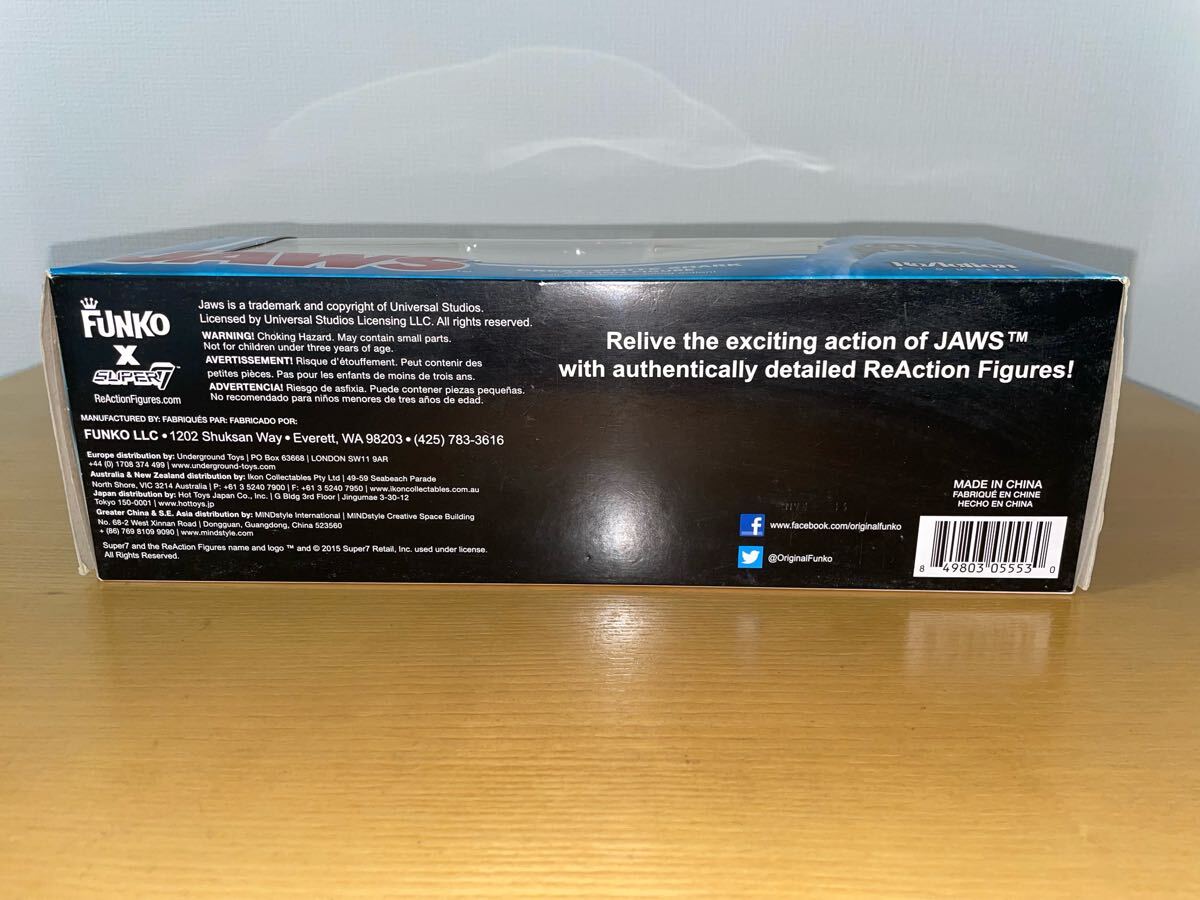 JAWS
GREAT WHITE SHARK
ReAction
FUNKO
X
SUPER7
ReActionFigures.com
Jaws is a trademark and copyright of Universal Studios.
Licensed by Universal Studios Licensing LLC. All rights reserved.
WARNING! Choking Hazard. May contain small parts.
Not for children under three years of age.
AVERTISSEMENT! Risque d'étouffement. Peut contenir des
petites pièces. Pas pour les enfants de moins de trois ans.
ADVERTENCIA! Riesgo de asfixia. Puede contener piezas pequeñas.
No recomendado para niños menores de tres años de edad.
MANUFACTURED BY: FABRIQUÉS PAR: FABRICADO POR:
FUNKO LLC • 1202 Shuksan Way • Everett, WA 98203 • (425) 783-3616
Europe distribution by: Underground Toys | PO Box 63668 | LONDON SW11 9AR
+44 (0) 1708 374 499 | www.underground-toys.com
Australia & New Zealand distribution by: Ikon Collectables Pty Ltd | 49-59 Seabeach Parade
North Shore, VIC 3214 Australia | P: +61 3 5240 7900 | F: +61 3 5240 7950 | www.ikoncollectables.com.au
Japan distribution by: Hot Toys Japan Co., Inc. | G Bldg 3rd Floor | Jingumae 3-30-12
Tokyo 150-0001 | www.hottoys.jp
Greater China & S.E. Asia distribution by: MINDstyle International | MINDstyle Creative Space Building
No. 68-2 West Xinnan Road | Dongguan, Guangdong, China 523560
+ (86) 769 8109 9090 | www.mindstyle.com
Super7 and the ReAction Figures name and logo ™ and © 2015 Super7 Retail, Inc. used under license.
All Rights Reserved.
Relive the exciting action of JAWS™
with authentically detailed ReAction Figures!
www.facebook.com/originalfunko
@OriginalFunko
MADE IN CHINA
FABRIQUÉ EN CHINE
HECHO EN CHINA
8 49803 05553 0